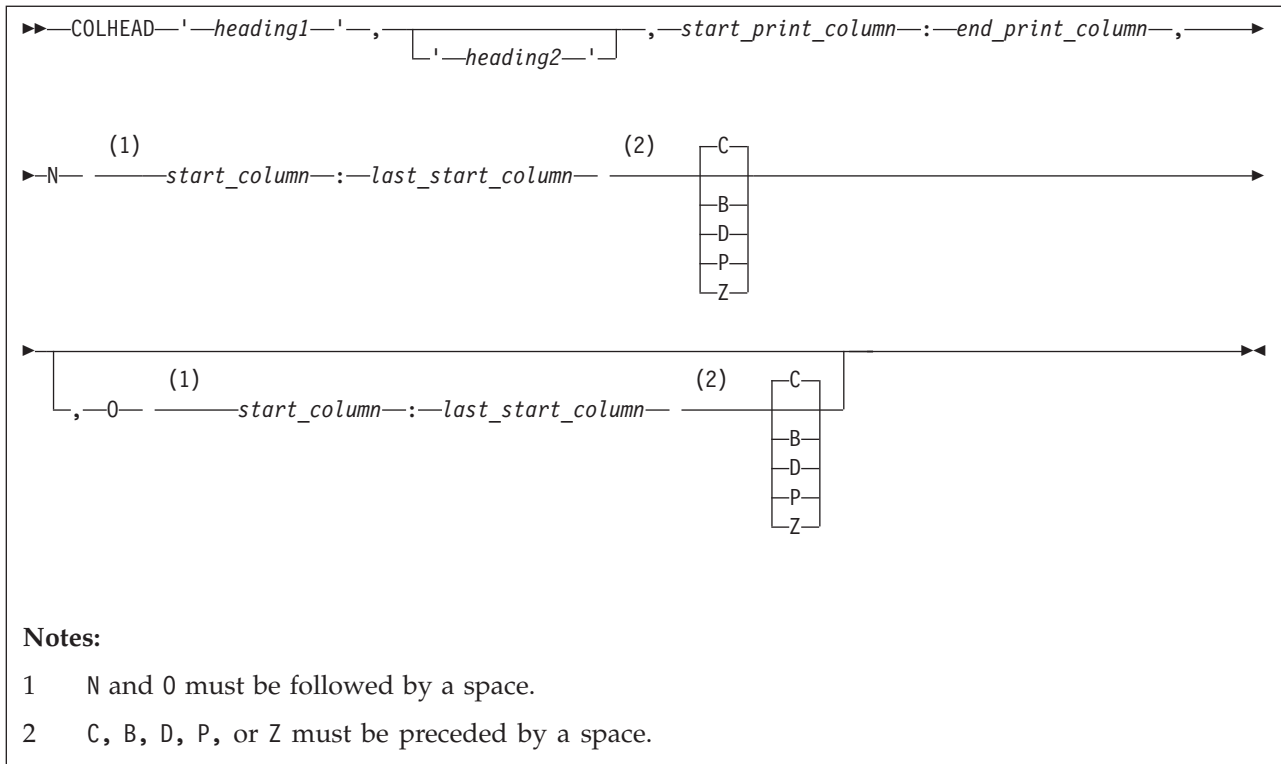 COLHEAD ' heading1 ' , , start_print_column : end_print_column ,
' heading2 '
(1) (2) C
N start_column : last_start_column
B
D
P
Z
(1) (2) C
, O start_column : last_start_column
B
D
P
Z
Notes:
1 N and O must be followed by a space.
2 C, B, D, P, or Z must be preceded by a space.